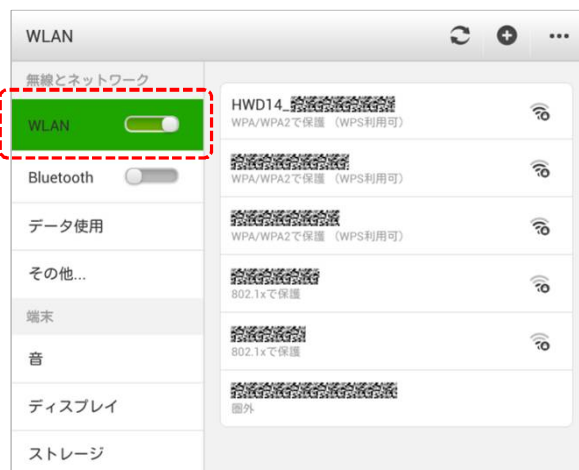 WLAN
無線とネットワーク
WLAN
Bluetooth
データ使用
その他...
端末
音
ディスプレイ
ストレージ
HWD14_
WPA/WPA2で保護 （WPS利用可）
WPA/WPA2で保護 （WPS利用可）
WPA/WPA2で保護 （WPS利用可）
802.1xで保護
802.1xで保護
圏外